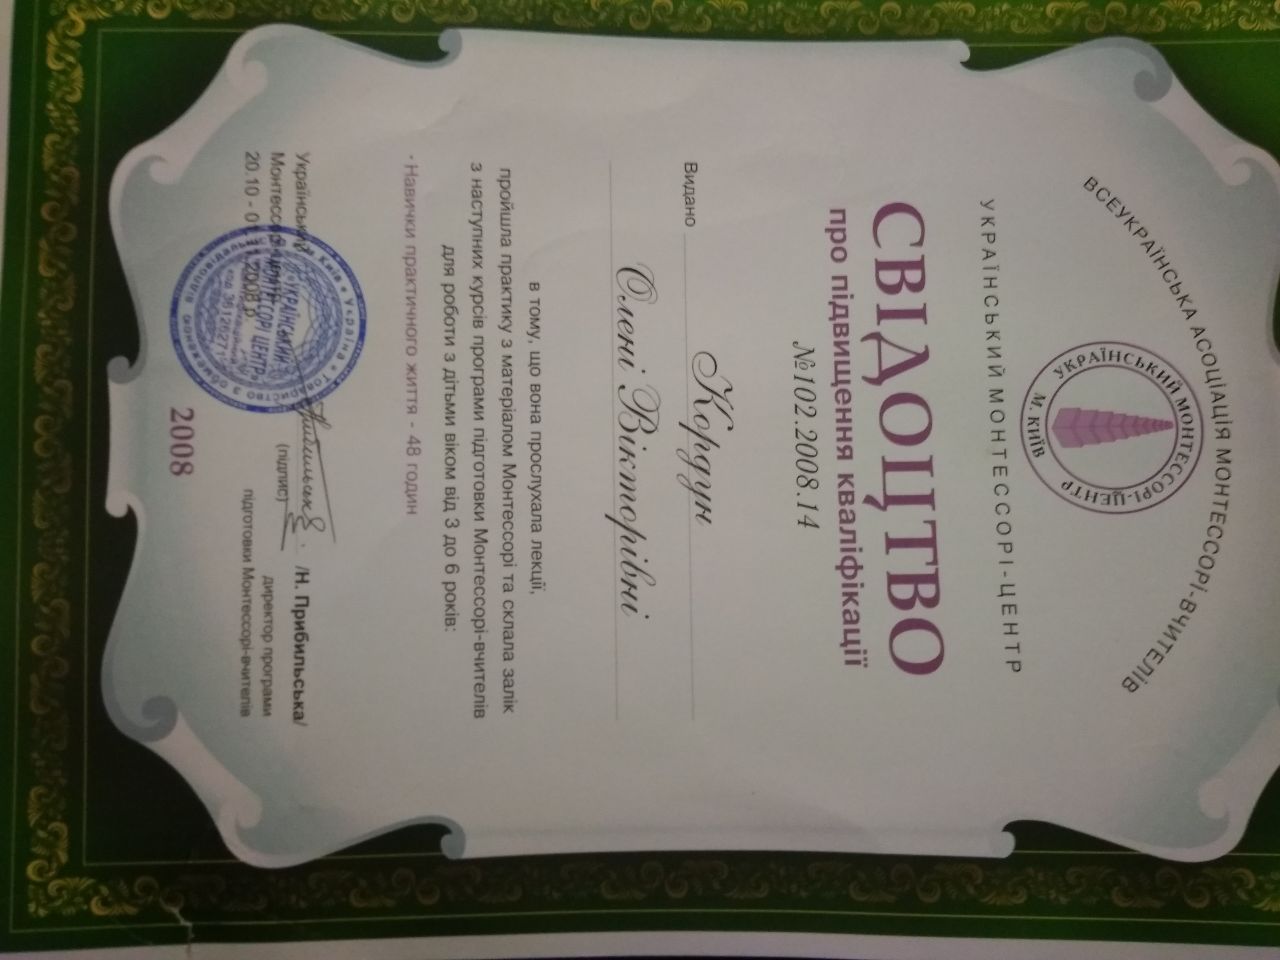 ВСЕУКРАЇНСЬКА АСОЦІАЦІЯ МОНТЕССОРІ-ВЧИТЕЛІВ
УКРАЇНСЬКИЙ МОНТЕССОРІ-ЦЕНТР
М. КИЇВ
УКРАЇНСЬКИЙ МОНТЕССОРІ-ЦЕНТР
СВІДОЦТВО
про підвищення кваліфікації
№102.2008.14
Видано Кордун
Олені Вікторівні
в тому, що вона прослухала лекції,
пройшла практику з матеріалом Монтессорі та склала залік
з наступних курсів програми підготовки Монтессорі-вчителів
для роботи з дітьми віком від 3 до 6 років:
- Навички практичного життя - 48 годин
Український
20.10 -
2008 р.
(підпис)
/Н. Прибильська/
директор програми
підготовки Монтессорі-вчителів
2008